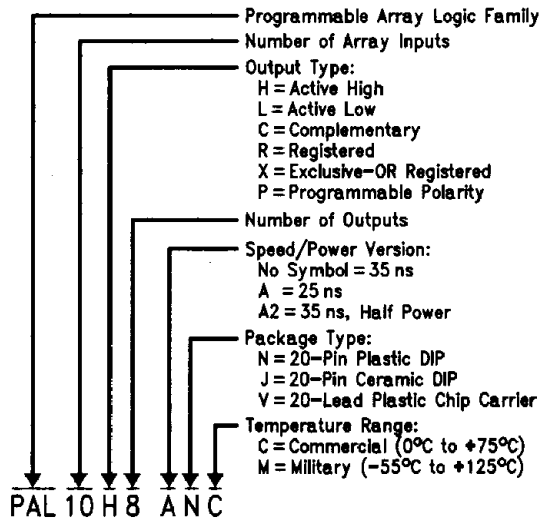 Programmable Array Logic Family
Number of Array Inputs
Output Type:
H = Active High
L = Active Low
C = Complementary
R = Registered
X = Exclusive-OR Registered
P = Programmable Polarity
Number of Outputs
Speed/Power Version:
No Symbol = 35 ns
A = 25 ns
A2 = 35 ns, Half Power
Package Type:
N = 20-Pin Plastic DIP
J = 20-Pin Ceramic DIP
V = 20-Lead Plastic Chip Carrier
Temperature Range:
C = Commercial (0°C to +75°C)
M = Military (-55°C to +125°C)
PAL 10 H 8 A N C